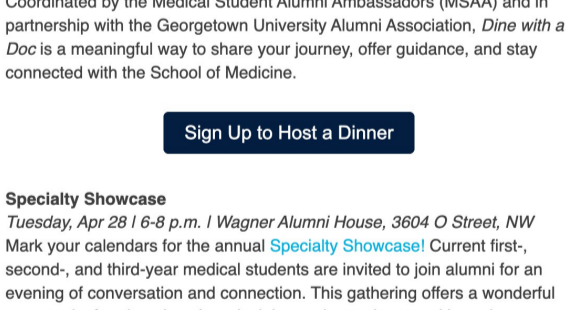 Coordinated by the Medical Student Alumni Ambassadors (MSAA) and in
partnership with the Georgetown University Alumni Association, Dine with a
Doc is a meaningful way to share your journey, offer guidance, and stay
connected with the School of Medicine.
Sign Up to Host a Dinner
Specialty Showcase
Tuesday, Apr 28 I 6-8 p.m. I Wagner Alumni House, 3604 O Street, NW
Mark your calendars for the annual Specialty Showcase! Current first-,
second-, and third-year medical students are invited to join alumni for an
evening of conversation and connection. This gathering offers a wonderful